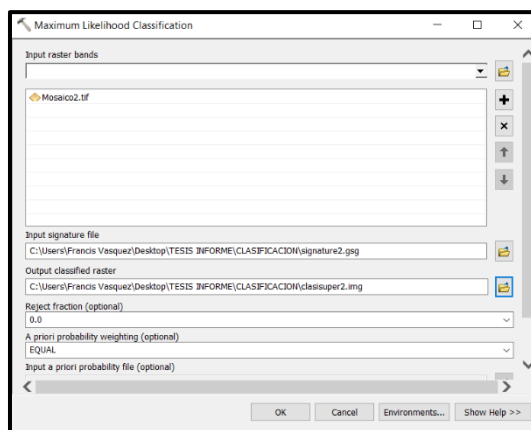 Maximum Likelihood Classification
Input raster bands
Mosaico2.tif
Input signature file
C:\Users\Francis Vasquez\Desktop\TESIS INFORME\CLASIFICACION\signature2.gsg
Output classified raster
C:\Users\Francis Vasquez\Desktop\TESIS INFORME\CLASIFICACION\clasisuper2.img
Reject fraction (optional)
0.0
A priori probability weighting (optional)
EQUAL
Input a priori probability file (optional)
OK Cancel Environments... Show Help >>